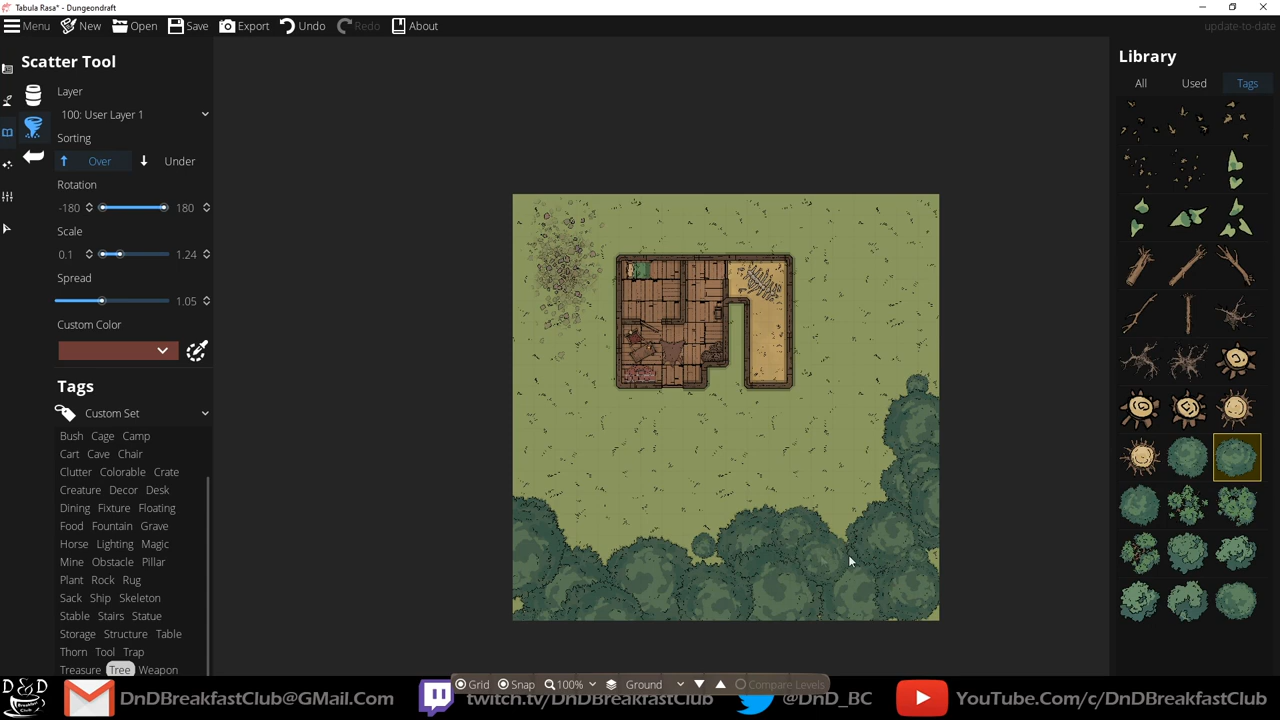 Tabula Rasa* - Dungeondraft
Menu New Open Save Export Undo Redo About update-to-date
Scatter Tool
Layer
100: User Layer 1
Sorting
Over Under
Rotation
-180 180
Scale
0.1 1.24
Spread
1.05
Custom Color
Tags
Custom Set
Bush Cage Camp
Cart Cave Chair
Clutter Colorable Crate
Creature Decor Desk
Dining Fixture Floating
Food Fountain Grave
Horse Lighting Magic
Mine Obstacle Pillar
Plant Rock Rug
Sack Ship Skeleton
Stable Stairs Statue
Storage Structure Table
Thorn Tool Trap
Treasure Tree Weapon
Library
All Used Tags
Grid Snap 100% Ground Compare Levels
D&D
Breakfast
Club
DnDBreakfastClub@GMail.Com
twitch.tv/DnDBreakfastClub
@DnD_BC
YouTube.Com/c/DnDBreakfastClub